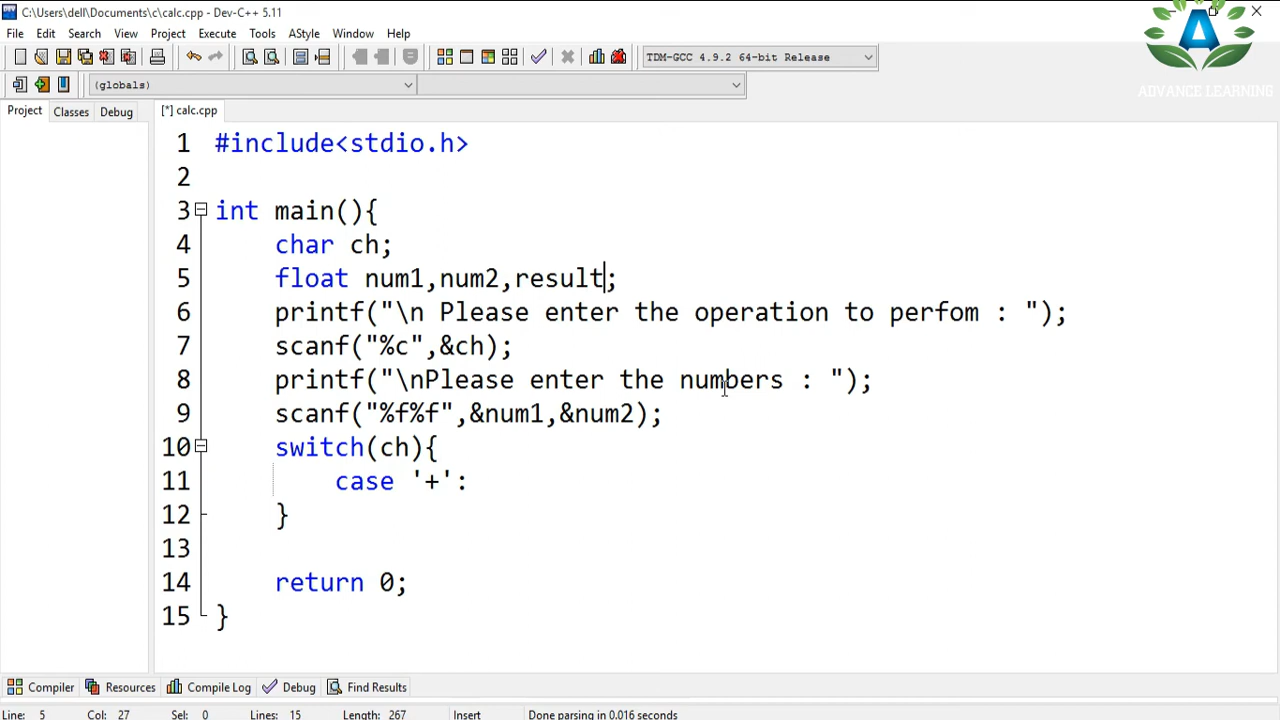 C:\Users\dell\Documents\c\calc.cpp - Dev-C++ 5.11
File Edit Search View Project Execute Tools AStyle Window Help
TDM-GCC 4.9.2 64-bit Release
(globals)
ADVANCE LEARNING
Project Classes Debug [*] calc.cpp
1 #include<stdio.h>
2
3 int main(){
4 char ch;
5 float num1,num2,result;
6 printf("\n Please enter the operation to perfom : ");
7 scanf("%c",&ch);
8 printf("\nPlease enter the numbers : ");
9 scanf("%f%f",&num1,&num2);
10 switch(ch){
11 case '+':
12 }
13
14 return 0;
15 }
Compiler Resources Compile Log Debug Find Results
Line: 5 Col: 27 Sel: 0 Lines: 15 Length: 267 Insert Done parsing in 0.016 seconds